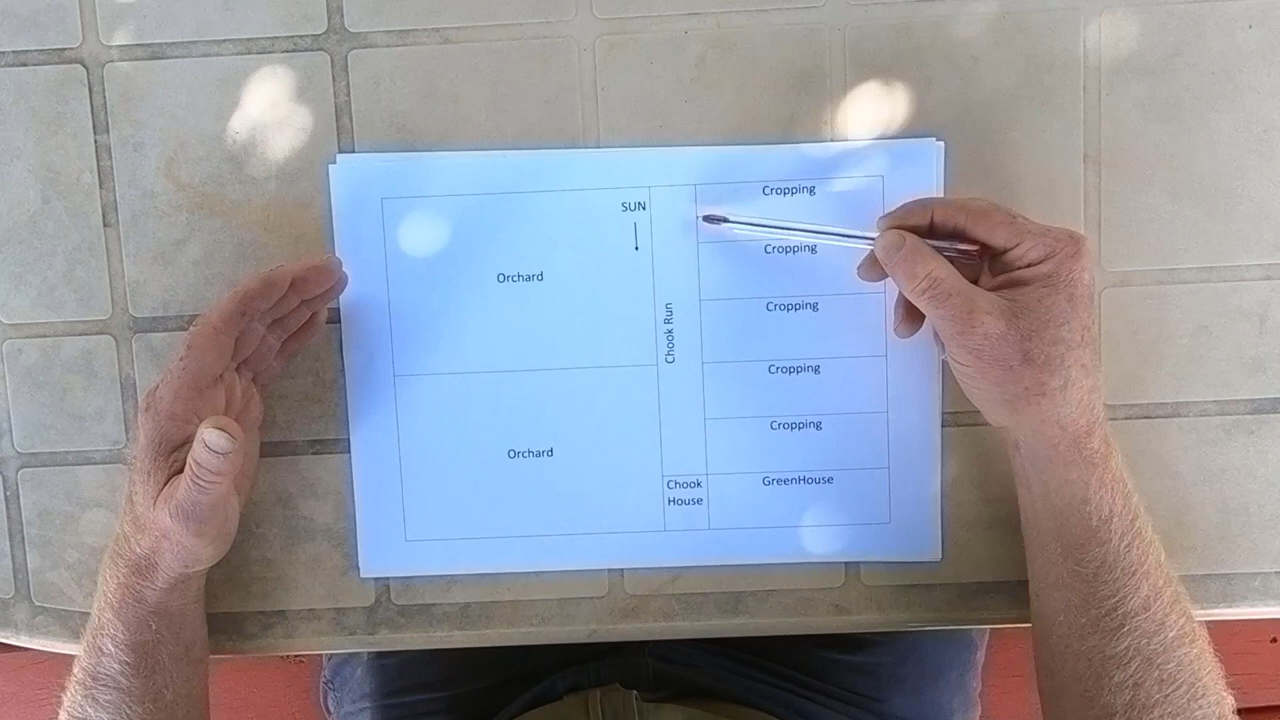 SUN
Orchard
Orchard
Chook Run
Chook
House
Cropping
Cropping
Cropping
Cropping
Cropping
GreenHouse